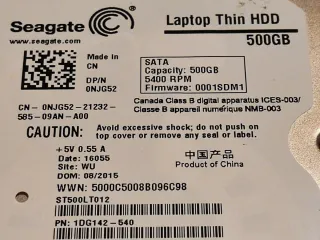 Seagate
www.seagate.com
Laptop Thin HDD
500GB
Made in
CN
DP/N
0NJG52
SATA
Capacity: 500GB
5400 RPM
Firmware: 0001SDM1
CN - 0NJG52 - 21232 -
585 - 09AN - A00
Canada Class B digital apparatus ICES-003/
Classe B appareil numérique NMB-003
CAUTION:
Avoid excessive shock; do not push on
top cover or remove any seal or label.
+5V 0.55 A
Date: 16055
Site: WU
DOM: 08/2015
中国产品
China Product
WWN: 5000C5008B096C98
ST500LT012
PN: 1DG142-540